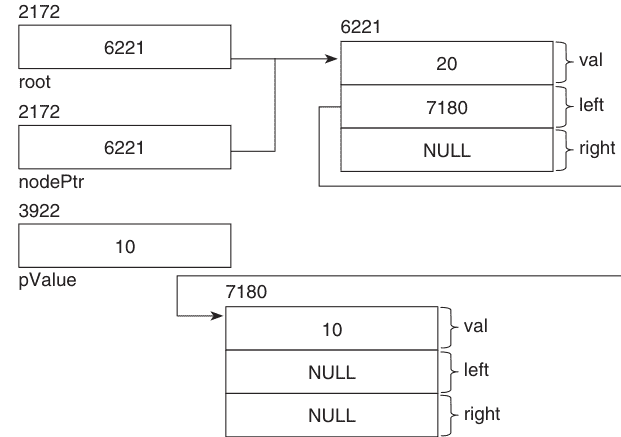 2172
6221
root
2172
6221
nodePtr
3922
10
pValue
6221
20 val
7180 left
NULL right
7180
10 val
NULL left
NULL right